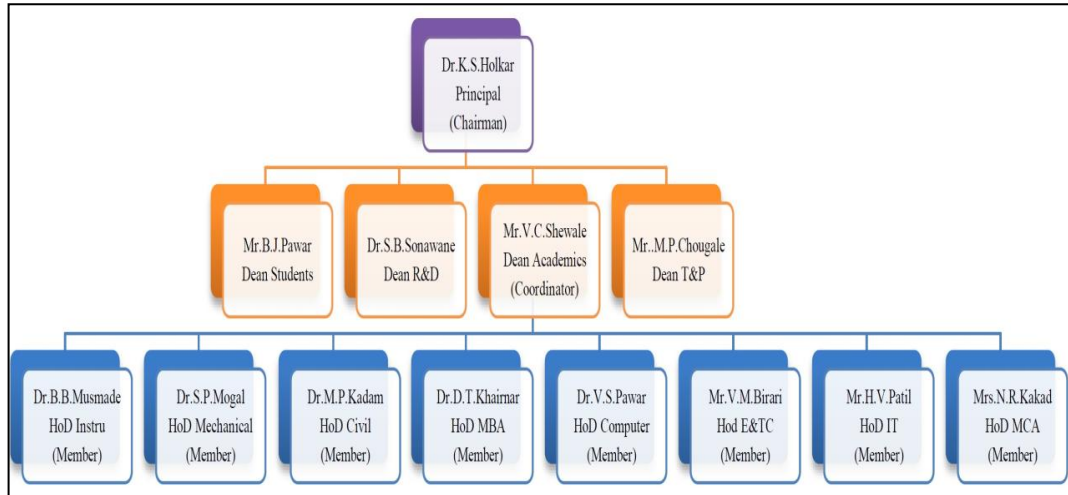 Dr.K.S.Holkar
Principal
(Chairman)
Mr.B.J.Pawar
Dean Students
Dr.S.B.Sonawane
Dean R&D
Mr.V.C.Shewale
Dean Academics
(Coordinator)
Mr..M.P.Chougale
Dean T&P
Dr.B.B.Musmade
HoD Instru
(Member)
Dr.S.P.Mogal
HoD Mechanical
(Member)
Dr.M.P.Kadam
HoD Civil
(Member)
Dr.D.T.Khairnar
HoD MBA
(Member)
Dr.V.S.Pawar
HoD Computer
(Member)
Mr.V.M.Birari
Hod E&TC
(Member)
Mr.H.V.Patil
HoD IT
(Member)
Mrs.N.R.Kakad
HoD MCA
(Member)